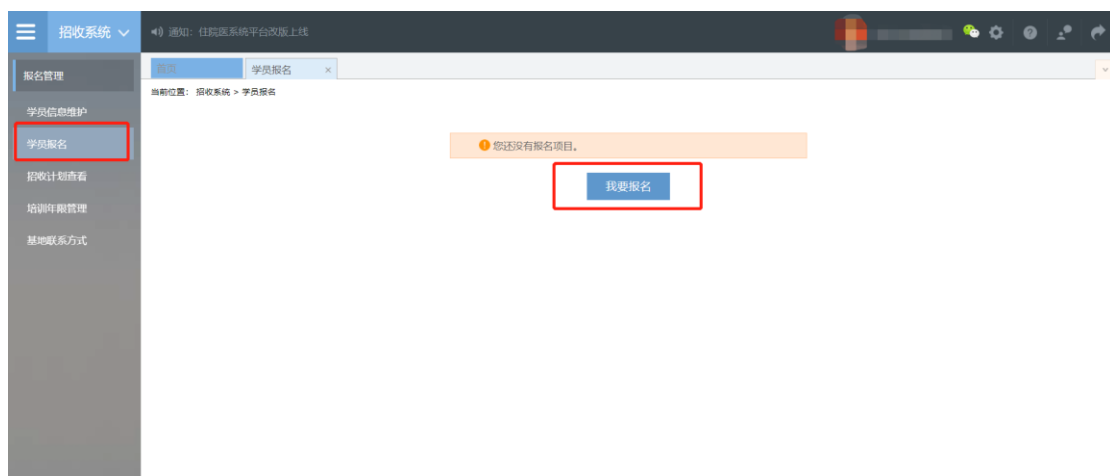 招收系统
通知：住院医系统平台改版上线
报名管理
首页
学员报名 ×
当前位置： 招收系统 > 学员报名
学员信息维护
学员报名
招收计划查看
培训年限管理
基地联系方式
您还没有报名项目。
我要报名